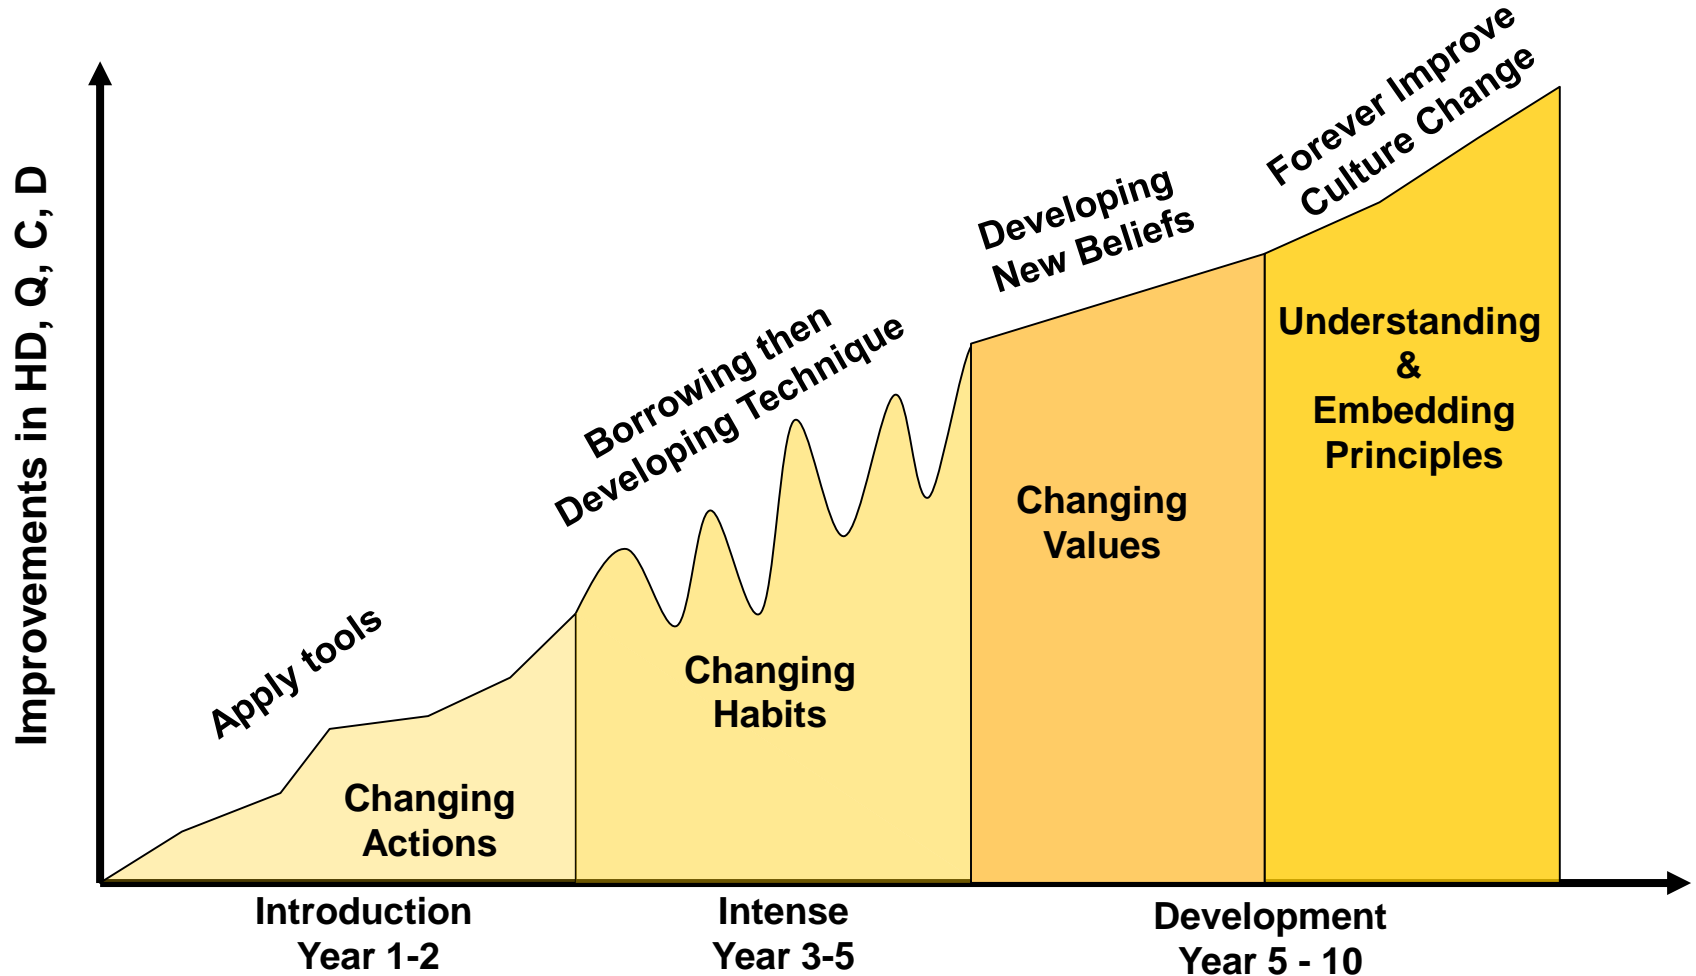 Improvements in HD, Q, C, D
Apply tools
Changing
Actions
Introduction
Year 1-2
Borrowing then
Developing Technique
Changing
Habits
Intense
Year 3-5
Developing
New Beliefs
Changing
Values
Forever Improve
Culture Change
Understanding
&
Embedding
Principles
Development
Year 5 - 10